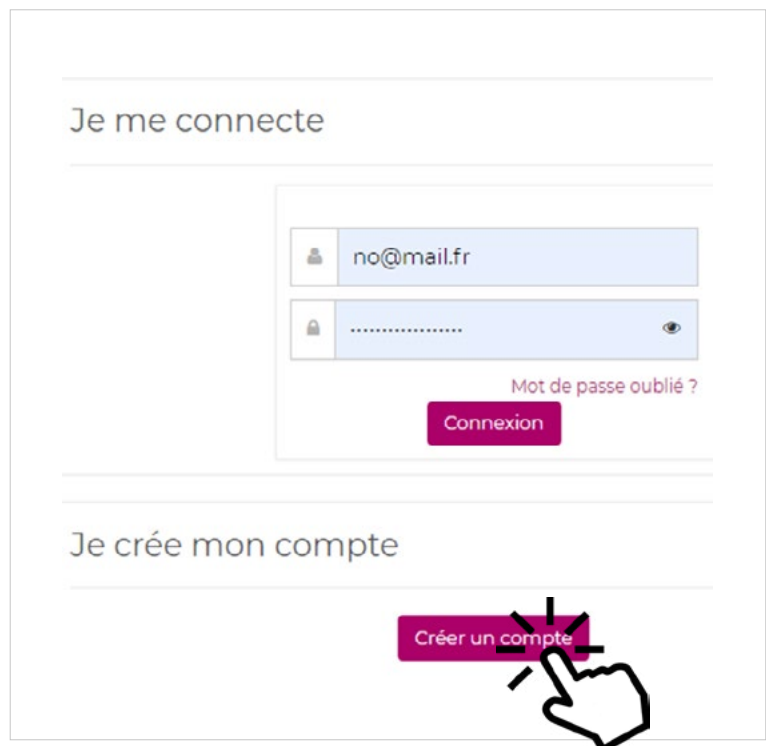 Je me connecte
no@mail.fr
..................
Mot de passe oublié ?
Connexion
Je crée mon compte
Créer un compte